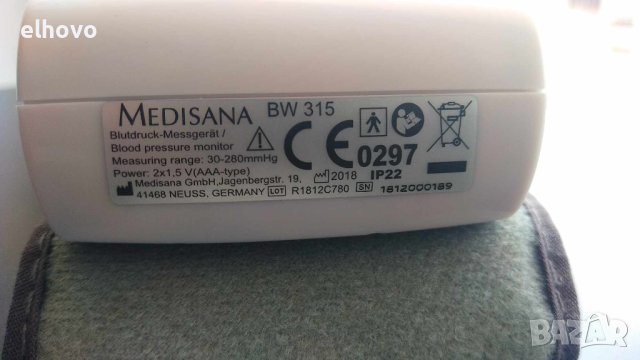 elhovo
MEDISANA BW 315
Blutdruck-Messgerät /
Blood pressure monitor
Measuring range: 30-280mmHg
Power: 2x1.5 V(AAA-type)
Medisana GmbH,Jagenbergstr. 19,
41468 NEUSS, GERMANY LOT R1812C780 SN 1812000189
2018 IP22
CE 0297
BAZAR